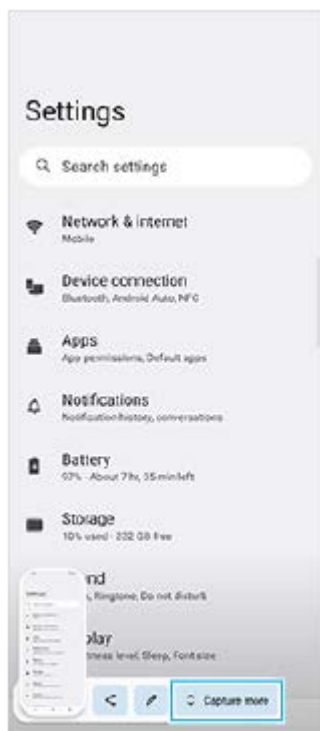 Settings
Search settings
Network & internet
Mobile
Device connection
Bluetooth, Android Auto, NFC
Apps
App permissions, Default apps
Notifications
Notification history, conversations
Battery
97% - About 7 hr, 35 min left
Storage
10% used - 232 GB free
nd
, Ringtone, Do not disturb
play
tness level, Sleep, Font size
Capture more